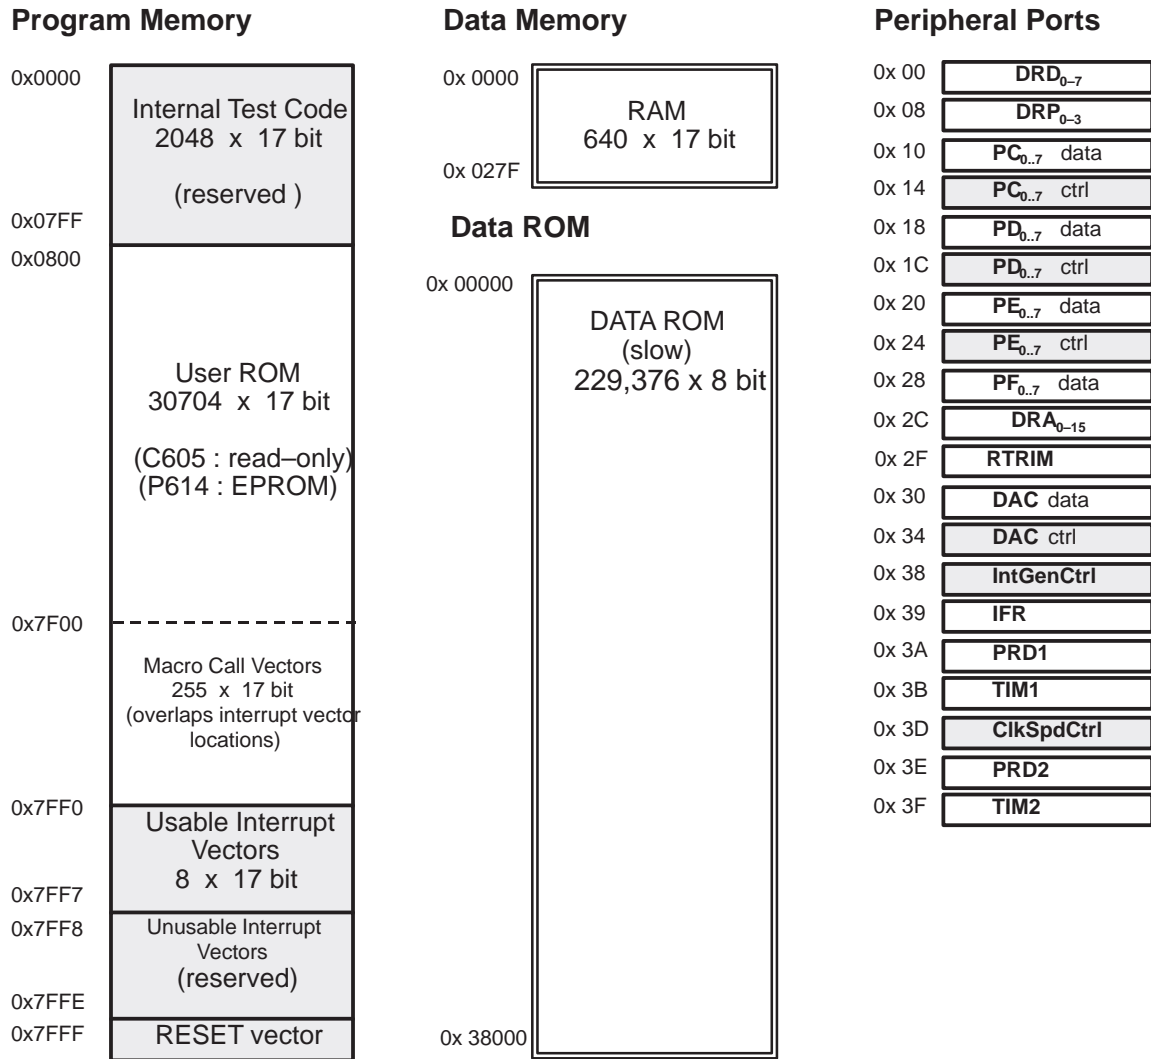 Program Memory
0x0000
Internal Test Code
2048 x 17 bit
(reserved )
0x07FF
0x0800
User ROM
30704 x 17 bit
(C605 : read–only)
(P614 : EPROM)
0x7F00
Macro Call Vectors
255 x 17 bit
(overlaps interrupt vector
locations)
0x7FF0
Usable Interrupt
Vectors
8 x 17 bit
0x7FF7
0x7FF8
Unusable Interrupt
Vectors
(reserved)
0x7FFE
0x7FFF
RESET vector
Data Memory
0x 0000
RAM
640 x 17 bit
0x 027F
Data ROM
0x 00000
DATA ROM
(slow)
229,376 x 8 bit
0x 38000
Peripheral Ports
0x 00 DRD0–7
0x 08 DRP0–3
0x 10 PC0..7 data
0x 14 PC0..7 ctrl
0x 18 PD0..7 data
0x 1C PD0..7 ctrl
0x 20 PE0..7 data
0x 24 PE0..7 ctrl
0x 28 PF0..7 data
0x 2C DRA0–15
0x 2F RTRIM
0x 30 DAC data
0x 34 DAC ctrl
0x 38 IntGenCtrl
0x 39 IFR
0x 3A PRD1
0x 3B TIM1
0x 3D ClkSpdCtrl
0x 3E PRD2
0x 3F TIM2